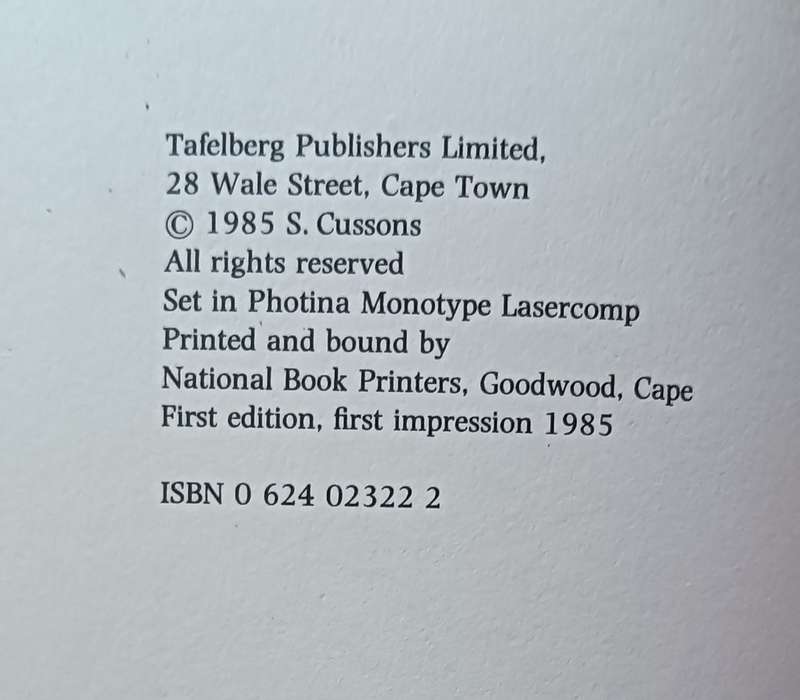 Tafelberg Publishers Limited,
28 Wale Street, Cape Town
© 1985 S. Cussons
All rights reserved
Set in Photina Monotype Lasercomp
Printed and bound by
National Book Printers, Goodwood, Cape
First edition, first impression 1985
ISBN 0 624 02322 2